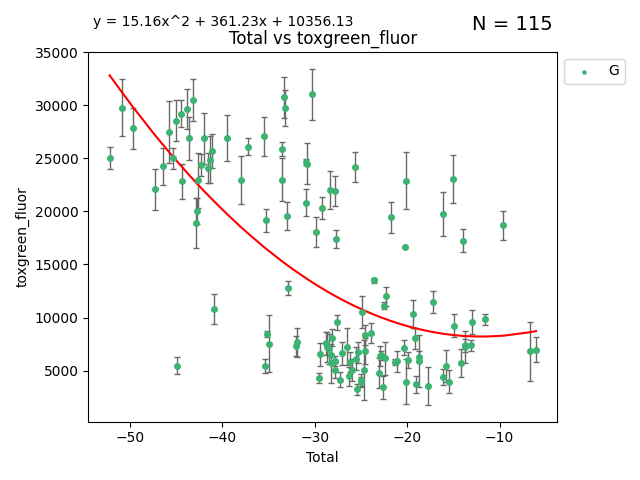 y = 15.16x^2 + 361.23x + 10356.13
N = 115
Total vs toxgreen_fluor
G
toxgreen_fluor
35000
30000
25000
20000
15000
10000
5000
−50 −40 −30 −20 −10
Total